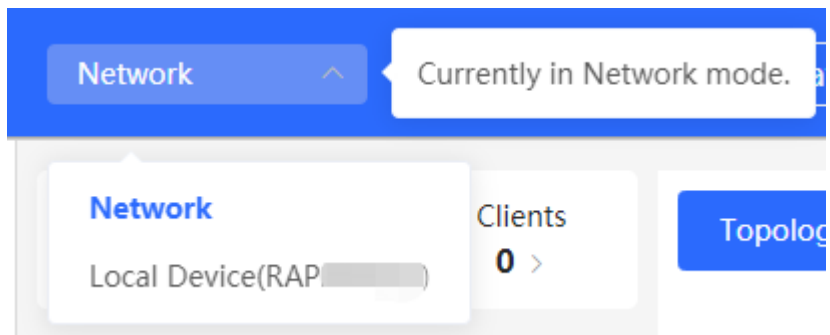 Network
Currently in Network mode.
a
Network
Local Device(RAP )
Clients
0 >
Topolog